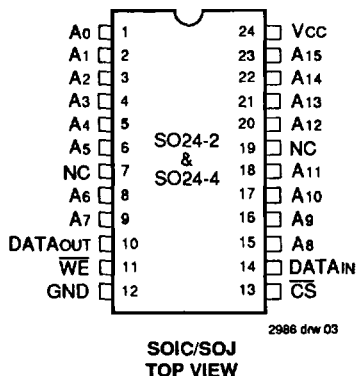 A0 1 24 VCC
A1 2 23 A15
A2 3 22 A14
A3 4 21 A13
A4 5 20 A12
A5 6 SO24-2 19 NC
NC 7 & 18 A11
A6 8 SO24-4 17 A10
A7 9 16 A9
DATAOUT 10 15 A8
WE 11 14 DATAIN
GND 12 13 CS
2986 drw 03
SOIC/SOJ
TOP VIEW